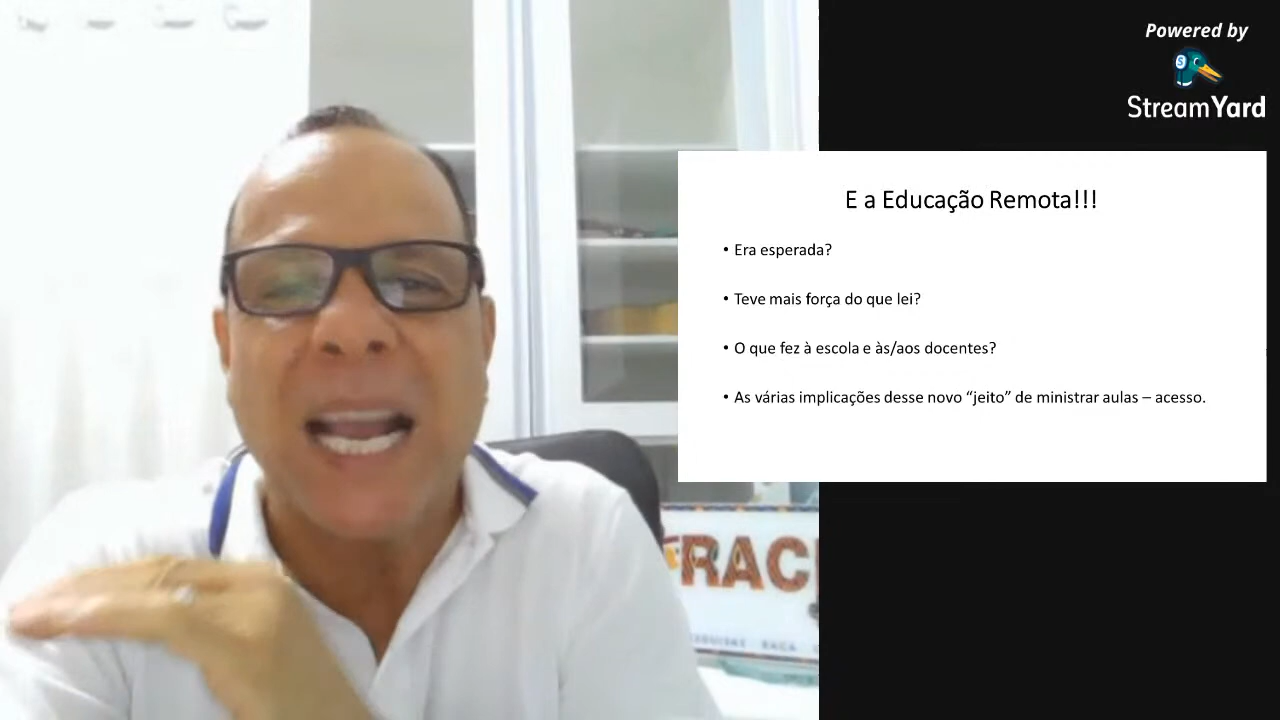 Powered by
StreamYard
E a Educação Remota!!!
• Era esperada?
• Teve mais força do que lei?
• O que fez à escola e às/aos docentes?
• As várias implicações desse novo “jeito” de ministrar aulas – acesso.
RAÇA